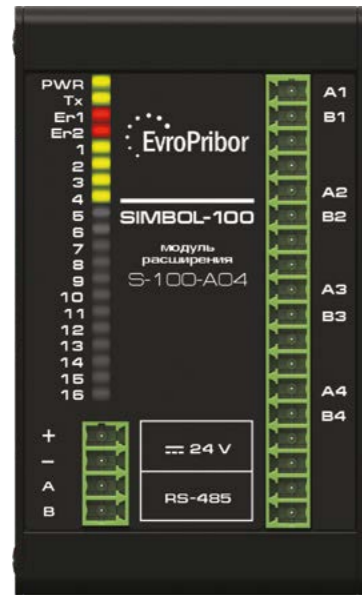 PWR
Tx
Er1
Er2
1
2
3
4
5
6
7
8
9
10
11
12
13
14
15
16
EvroPribor
SIMBOL-100
модуль
расширения
S-100-AO4
A1
B1
A2
B2
A3
B3
A4
B4
+
−
A
B
24 V
RS-485